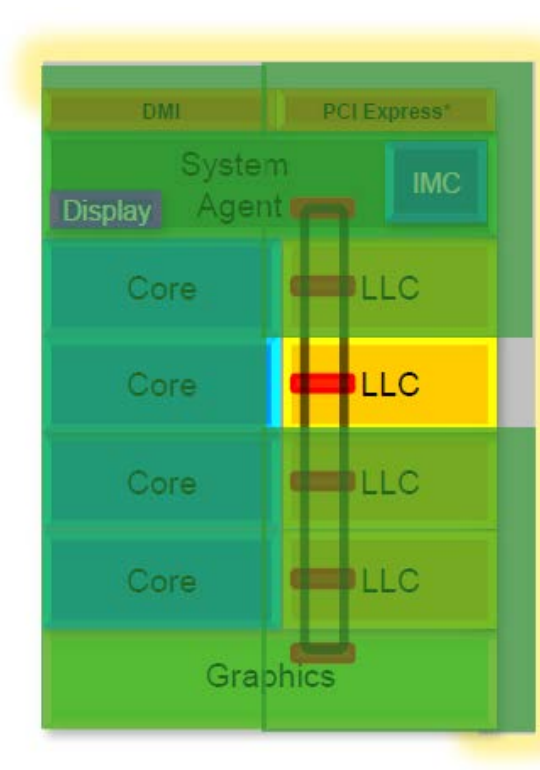 DMI
PCI Express*
System
Agent
IMC
Display
Core
LLC
Core
LLC
Core
LLC
Core
LLC
Graphics